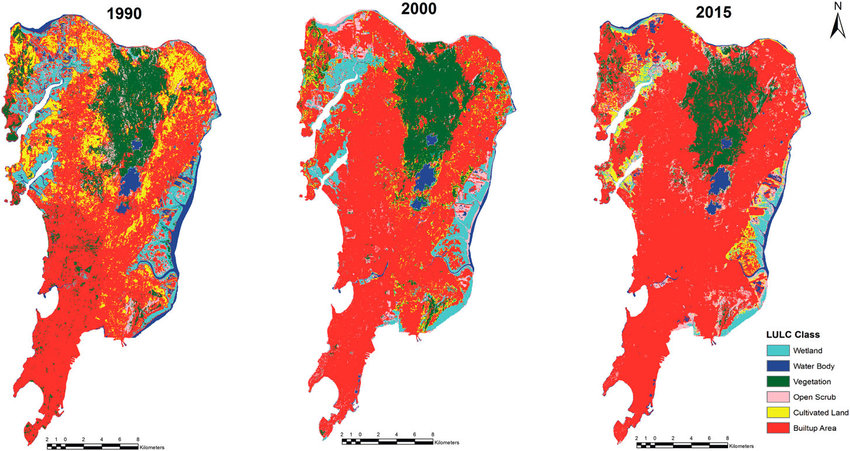 1990
2000
2015
N
LULC Class
Wetland
Water Body
Vegetation
Open Scrub
Cultivated Land
Builtup Area
2 1 0 2 4 6 8
Kilometers
2 1 0 2 4 6 8
Kilometers
2 1 0 2 4 6 8
Kilometers